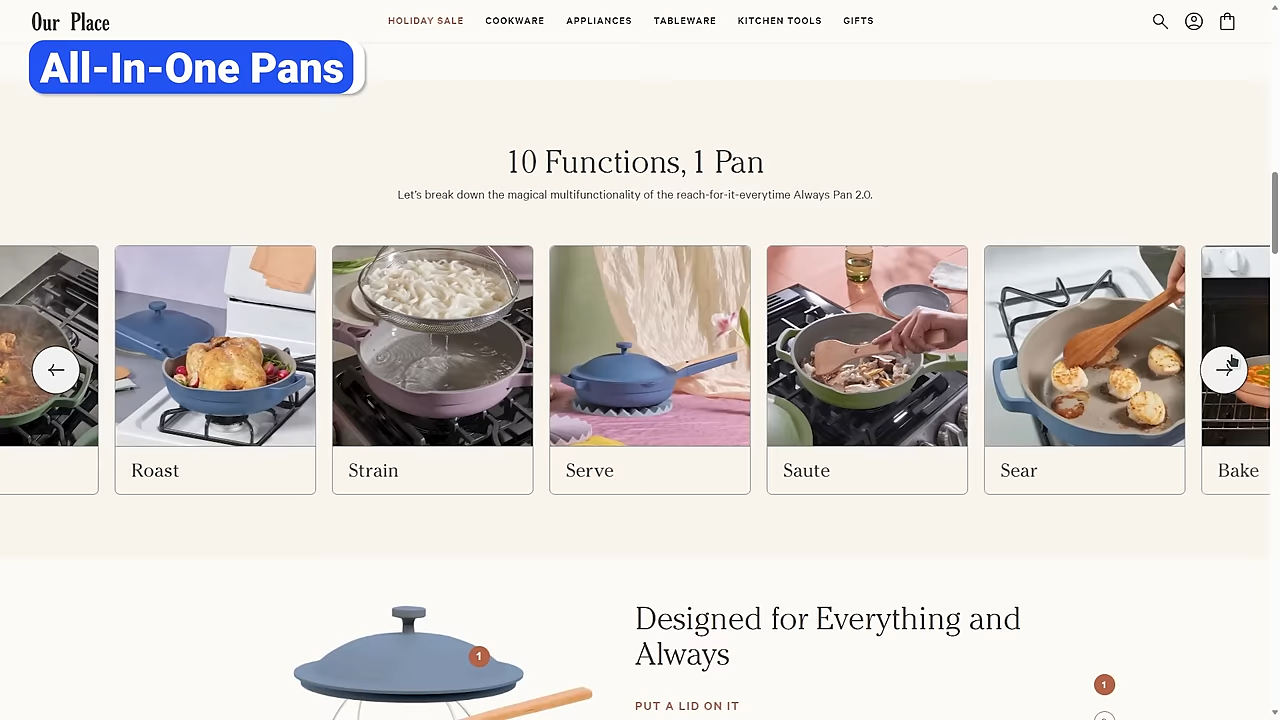 Our Place
HOLIDAY SALE COOKWARE APPLIANCES TABLEWARE KITCHEN TOOLS GIFTS
All-In-One Pans
10 Functions, 1 Pan
Let's break down the magical multifunctionality of the reach-for-it-everytime Always Pan 2.0.
Roast
Strain
Serve
Saute
Sear
Bake
Designed for Everything and
Always
PUT A LID ON IT
1
1